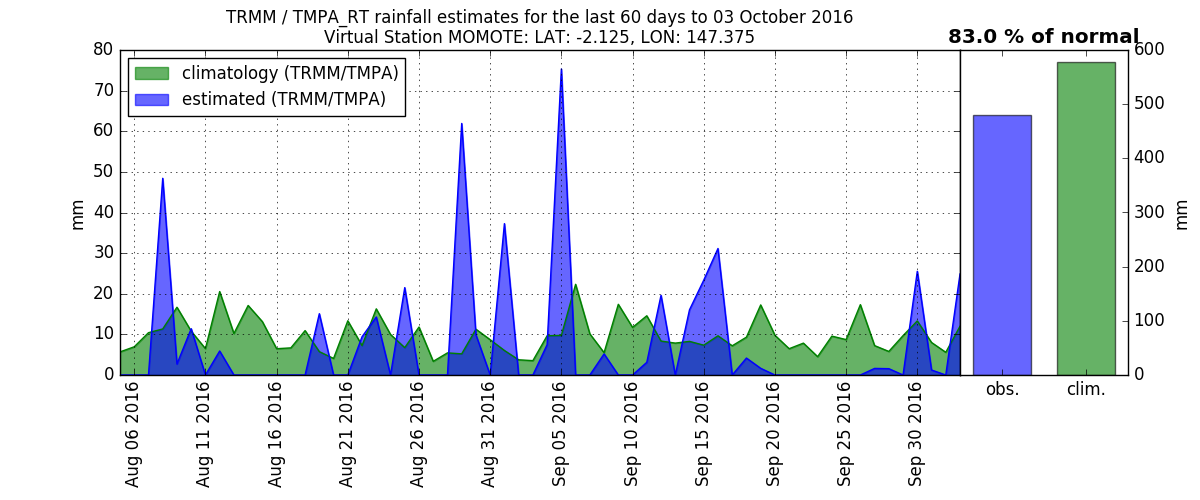 TRMM / TMPA_RT rainfall estimates for the last 60 days to 03 October 2016
Virtual Station MOMOTE: LAT: -2.125, LON: 147.375
83.0 % of normal
climatology (TRMM/TMPA)
estimated (TRMM/TMPA)
80
70
60
50
40
30
20
10
0
mm
Aug 06 2016
Aug 11 2016
Aug 16 2016
Aug 21 2016
Aug 26 2016
Aug 31 2016
Sep 05 2016
Sep 10 2016
Sep 15 2016
Sep 20 2016
Sep 25 2016
Sep 30 2016
600
500
400
300
200
100
0
mm
obs.
clim.